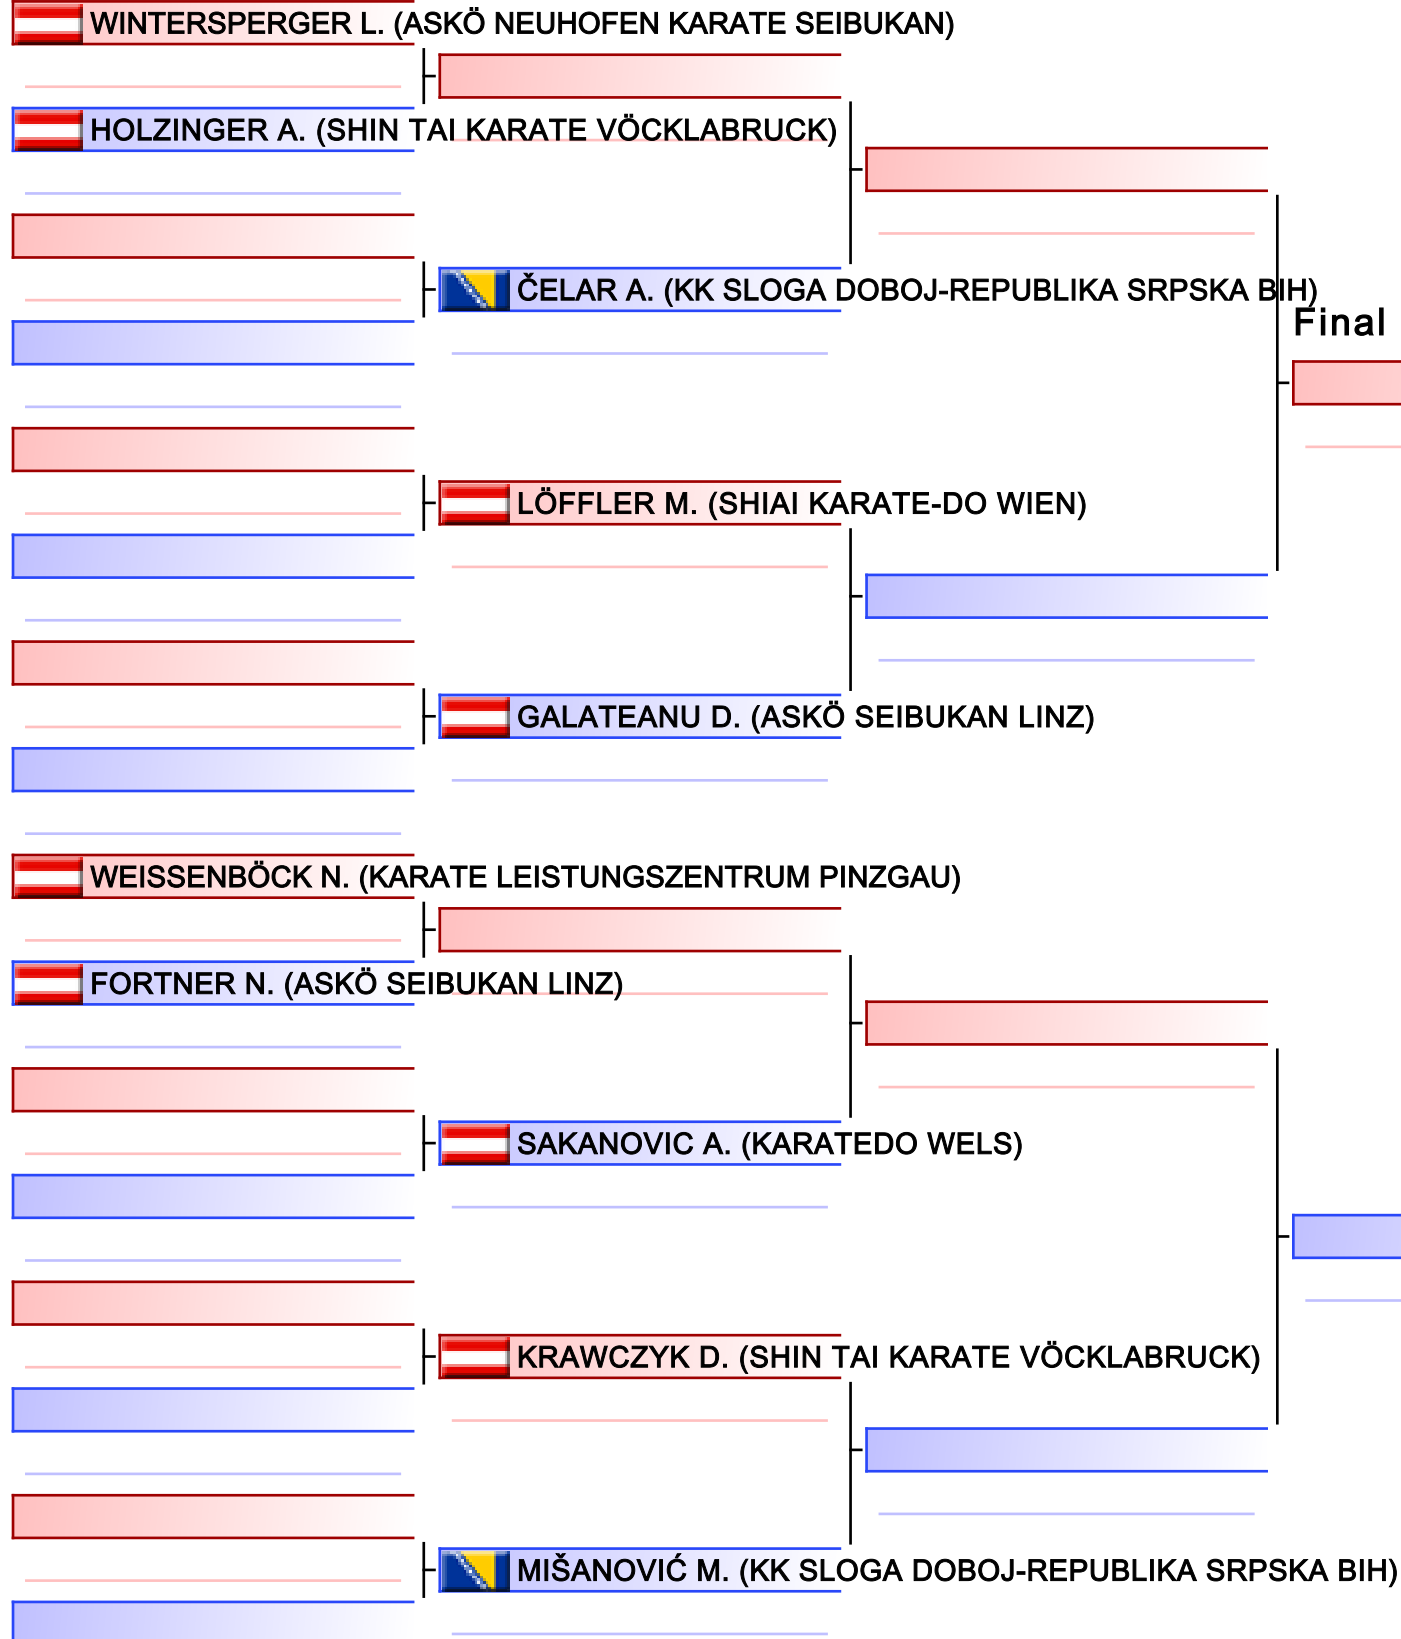 WINTERSPERGER L. (ASKÖ NEUHOFEN KARATE SEIBUKAN)
HOLZINGER A. (SHIN TAI KARATE VÖCKLABRUCK)
ČELAR A. (KK SLOGA DOBOJ-REPUBLIKA SRPSKA BIH)
Final
LÖFFLER M. (SHIAI KARATE-DO WIEN)
GALATEANU D. (ASKÖ SEIBUKAN LINZ)
WEISSENBÖCK N. (KARATE LEISTUNGSZENTRUM PINZGAU)
FORTNER N. (ASKÖ SEIBUKAN LINZ)
SAKANOVIC A. (KARATEDO WELS)
KRAWCZYK D. (SHIN TAI KARATE VÖCKLABRUCK)
MIŠANOVIĆ M. (KK SLOGA DOBOJ-REPUBLIKA SRPSKA BIH)